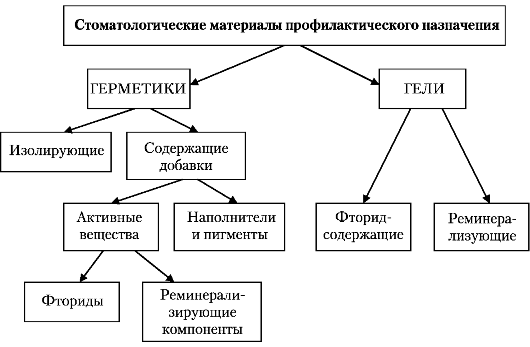 Стоматологические материалы профилактического назначения
ГЕРМЕТИКИ
ГЕЛИ
Изолирующие
Содержащие
добавки
Активные
вещества
Наполнители
и пигменты
Фторид-
содержащие
Реминера-
лизующие
Фториды
Реминерали-
зирующие
компоненты